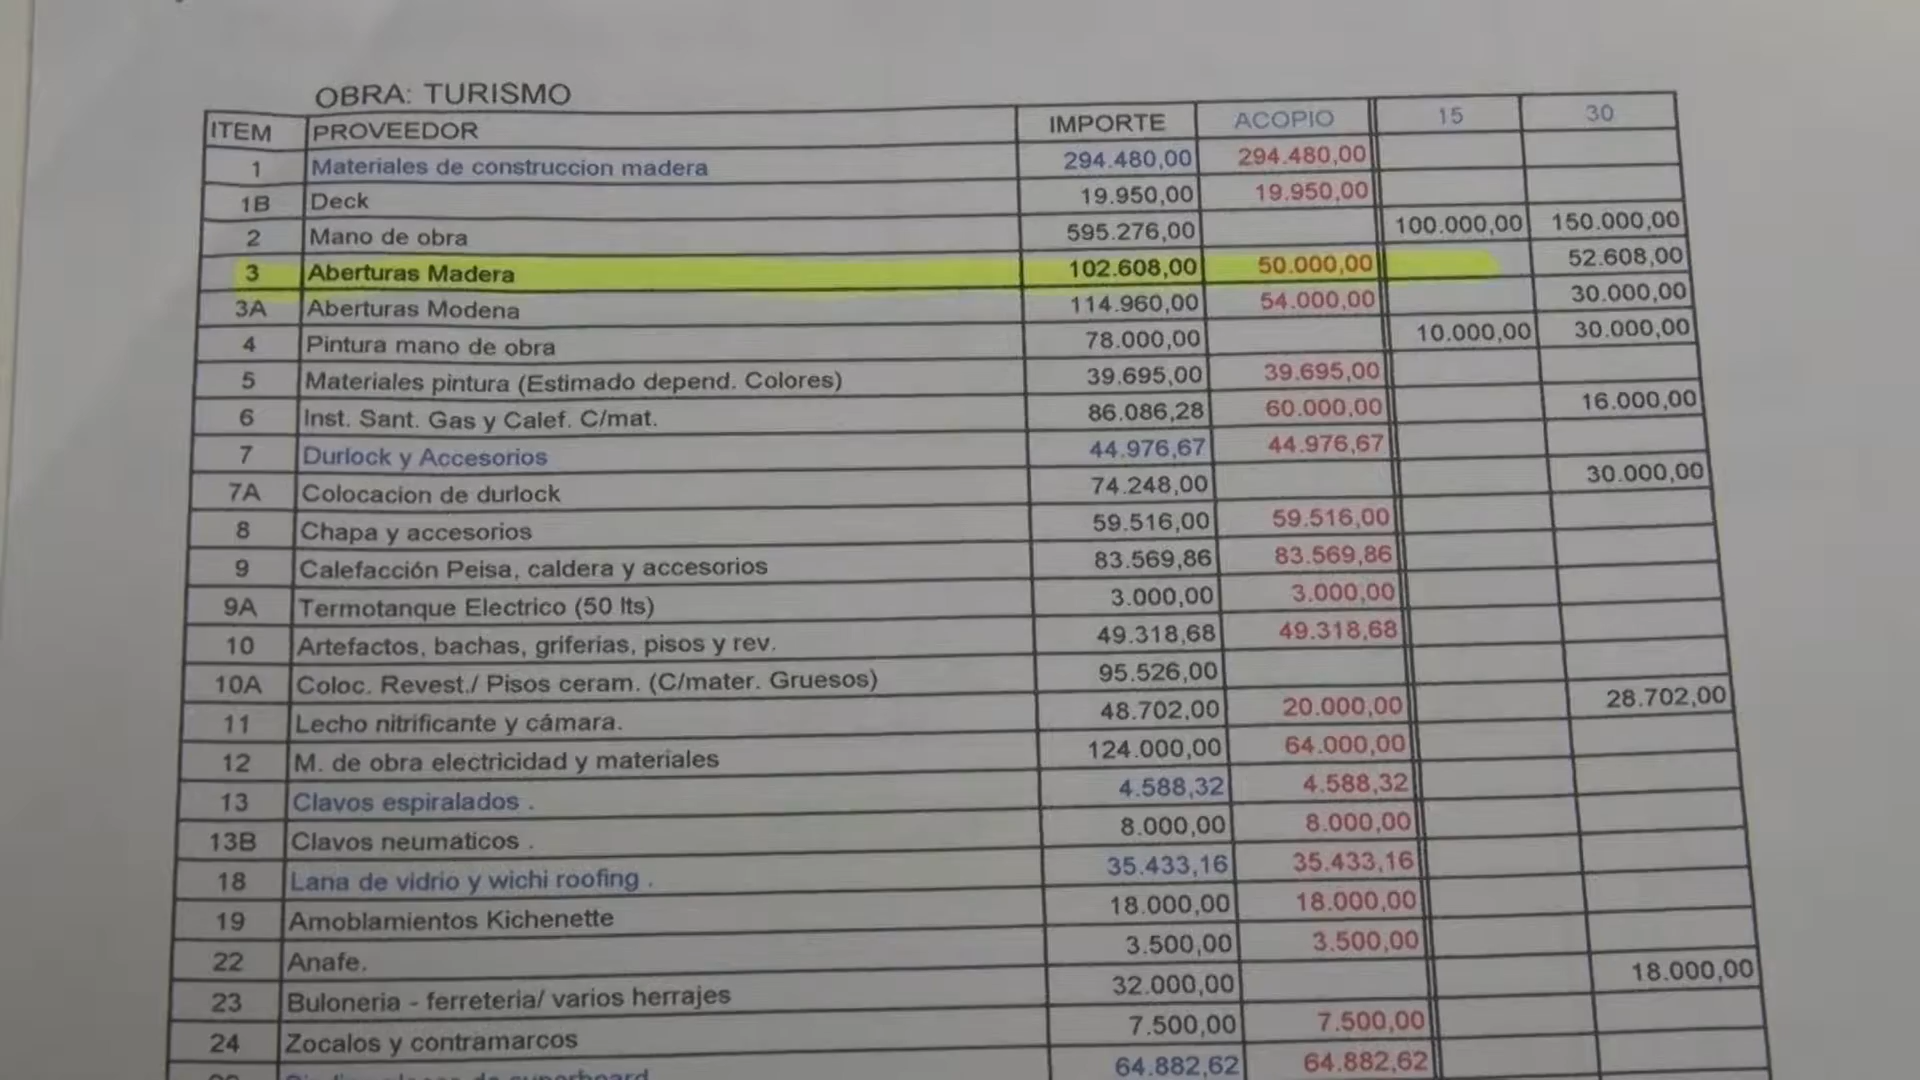 OBRA: TURISMO
ITEM PROVEEDOR IMPORTE ACOPIO 15 30
1 Materiales de construccion madera 294.480,00 294.480,00
1B Deck 19.950,00 19.950,00
2 Mano de obra 595.276,00 100.000,00 150.000,00
3 Aberturas Madera 102.608,00 50.000,00 52.608,00
3A Aberturas Modena 114.960,00 54.000,00 30.000,00
4 Pintura mano de obra 78.000,00 10.000,00 30.000,00
5 Materiales pintura (Estimado depend. Colores) 39.695,00 39.695,00
6 Inst. Sant. Gas y Calef. C/mat. 86.086,28 60.000,00 16.000,00
7 Durlock y Accesorios 44.976,67 44.976,67
7A Colocacion de durlock 74.248,00 30.000,00
8 Chapa y accesorios 59.516,00 59.516,00
9 Calefacción Peisa, caldera y accesorios 83.569,86 83.569,86
9A Termotanque Electrico (50 lts) 3.000,00 3.000,00
10 Artefactos, bachas, griferias, pisos y rev. 49.318,68 49.318,68
10A Coloc. Revest./ Pisos ceram. (C/mater. Gruesos) 95.526,00
11 Lecho nitrificante y cámara. 48.702,00 20.000,00 28.702,00
12 M. de obra electricidad y materiales 124.000,00 64.000,00
13 Clavos espiralados . 4.588,32 4.588,32
13B Clavos neumaticos . 8.000,00 8.000,00
18 Lana de vidrio y wichi roofing . 35.433,16 35.433,16
19 Amoblamientos Kichenette 18.000,00 18.000,00
22 Anafe. 3.500,00 3.500,00
23 Buloneria - ferreteria/ varios herrajes 32.000,00 18.000,00
24 Zocalos y contramarcos 7.500,00 7.500,00
64.882,62 64.882,62